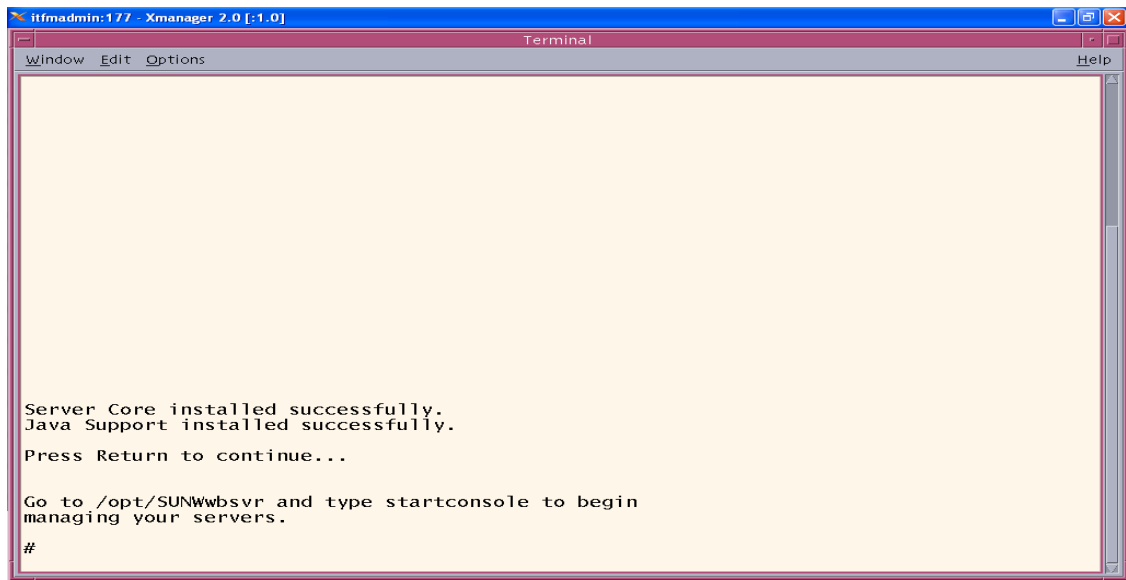 itfmadmin:177 - Xmanager 2.0 [:1.0]
Terminal
Window Edit Options Help
Server Core installed successfully.
Java Support installed successfully.
Press Return to continue...
Go to /opt/SUNWwbsvr and type startconsole to begin
managing your servers.
#